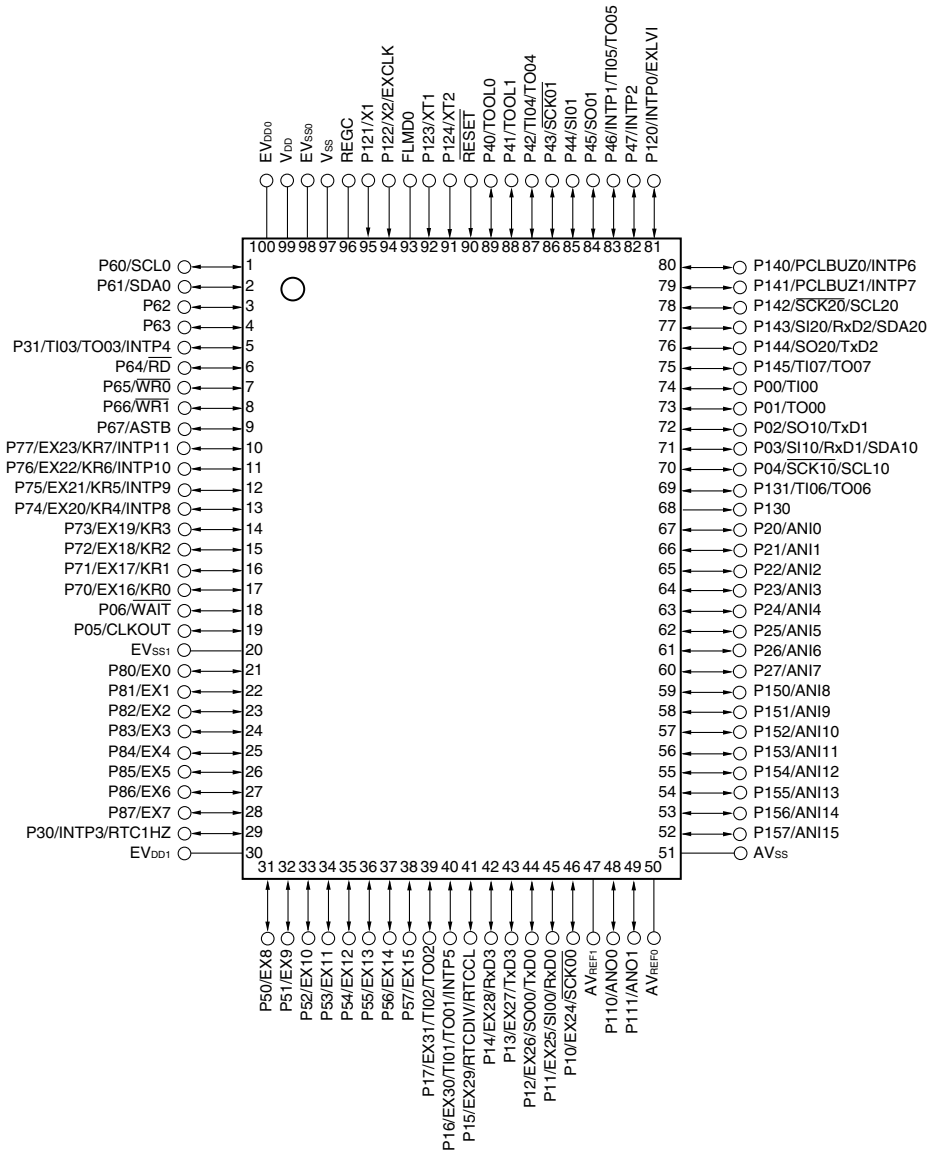 EVDD0
VDD
EVSS0
VSS
REGC
P121/X1
P122/X2/EXCLK
FLMD0
P123/XT1
P124/XT2
RESET
P40/TOOL0
P41/TOOL1
P42/TI04/TO04
P43/SCK01
P44/SI01
P45/SO01
P46/INTP1/TI05/TO05
P47/INTP2
P120/INTP0/EXLVI
100 99 98 97 96 95 94 93 92 91 90 89 88 87 86 85 84 83 82 81
P60/SCL0 1
P61/SDA0 2
P62 3
P63 4
P31/TI03/TO03/INTP4 5
P64/RD 6
P65/WR0 7
P66/WR1 8
P67/ASTB 9
P77/EX23/KR7/INTP11 10
P76/EX22/KR6/INTP10 11
P75/EX21/KR5/INTP9 12
P74/EX20/KR4/INTP8 13
P73/EX19/KR3 14
P72/EX18/KR2 15
P71/EX17/KR1 16
P70/EX16/KR0 17
P06/WAIT 18
P05/CLKOUT 19
EVSS1 20
P80/EX0 21
P81/EX1 22
P82/EX2 23
P83/EX3 24
P84/EX4 25
P85/EX5 26
P86/EX6 27
P87/EX7 28
P30/INTP3/RTC1HZ 29
EVDD1 30
80 P140/PCLBUZ0/INTP6
79 P141/PCLBUZ1/INTP7
78 P142/SCK20/SCL20
77 P143/SI20/RxD2/SDA20
76 P144/SO20/TxD2
75 P145/TI07/TO07
74 P00/TI00
73 P01/TO00
72 P02/SO10/TxD1
71 P03/SI10/RxD1/SDA10
70 P04/SCK10/SCL10
69 P131/TI06/TO06
68 P130
67 P20/ANI0
66 P21/ANI1
65 P22/ANI2
64 P23/ANI3
63 P24/ANI4
62 P25/ANI5
61 P26/ANI6
60 P27/ANI7
59 P150/ANI8
58 P151/ANI9
57 P152/ANI10
56 P153/ANI11
55 P154/ANI12
54 P155/ANI13
53 P156/ANI14
52 P157/ANI15
51 AVSS
31 32 33 34 35 36 37 38 39 40 41 42 43 44 45 46 47 48 49 50
P50/EX8
P51/EX9
P52/EX10
P53/EX11
P54/EX12
P55/EX13
P56/EX14
P57/EX15
P17/EX31/TI02/TO02
P16/EX30/TI01/TO01/INTP5
P15/EX29/RTCDIV/RTCCL
P14/EX28/RxD3
P13/EX27/TxD3
P12/EX26/SO00/TxD0
P11/EX25/SI00/RxD0
P10/EX24/SCK00
AVREF1
P110/ANO0
P111/ANO1
AVREF0